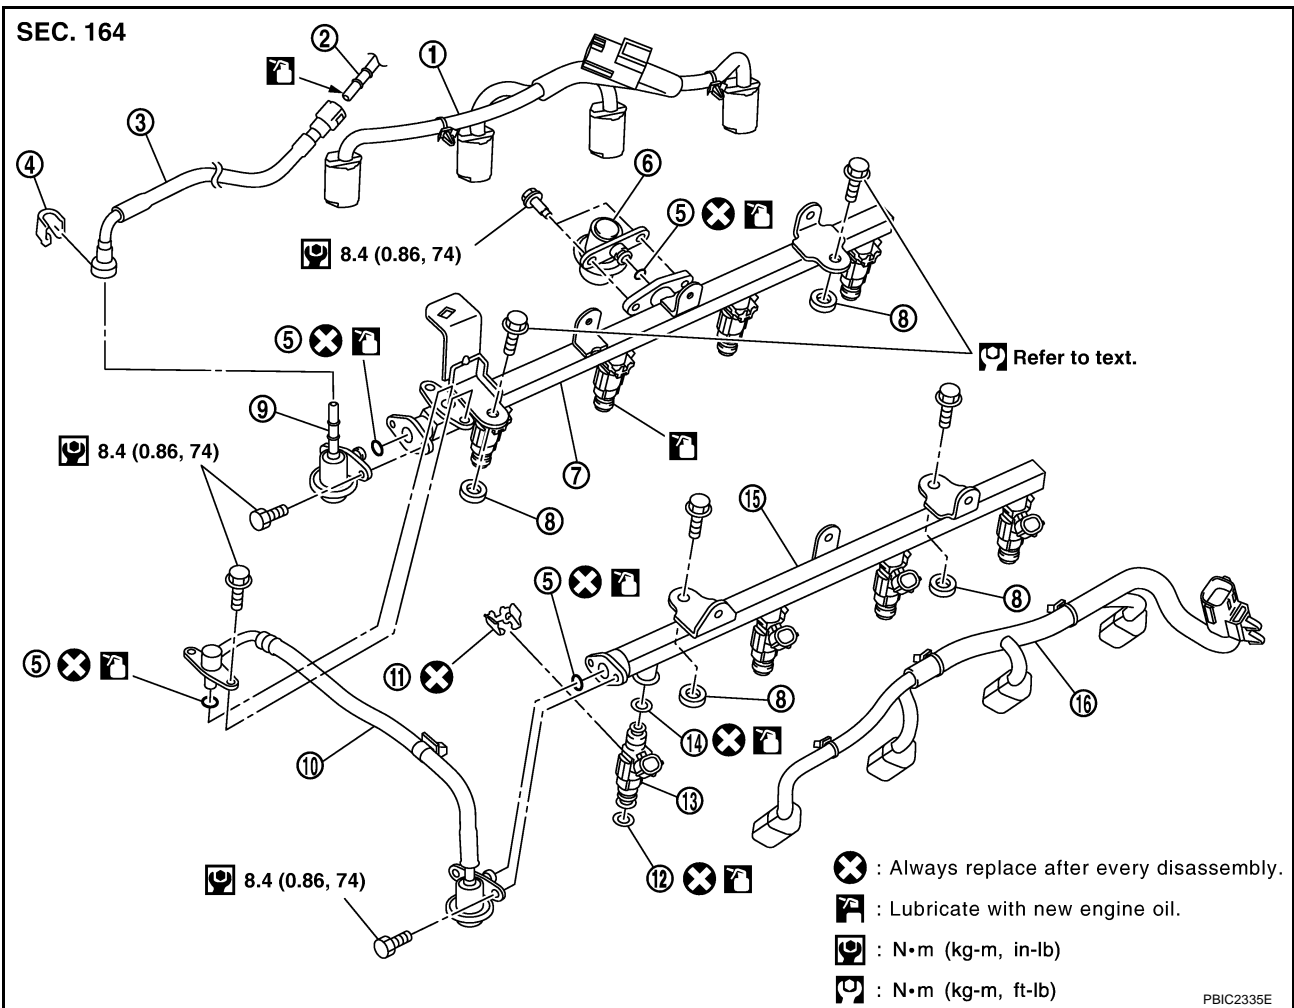 SEC. 164
②
①
③
④
⑥
⑤
8.4 (0.86, 74)
⑧
⑤
Refer to text.
⑨
8.4 (0.86, 74)
⑦
⑧
⑮
⑤
⑧
⑤
⑪
⑧
⑯
⑭
⑩
⑬
⑫
8.4 (0.86, 74)
: Always replace after every disassembly.
: Lubricate with new engine oil.
: N•m (kg-m, in-lb)
: N•m (kg-m, ft-lb)
PBIC2335E